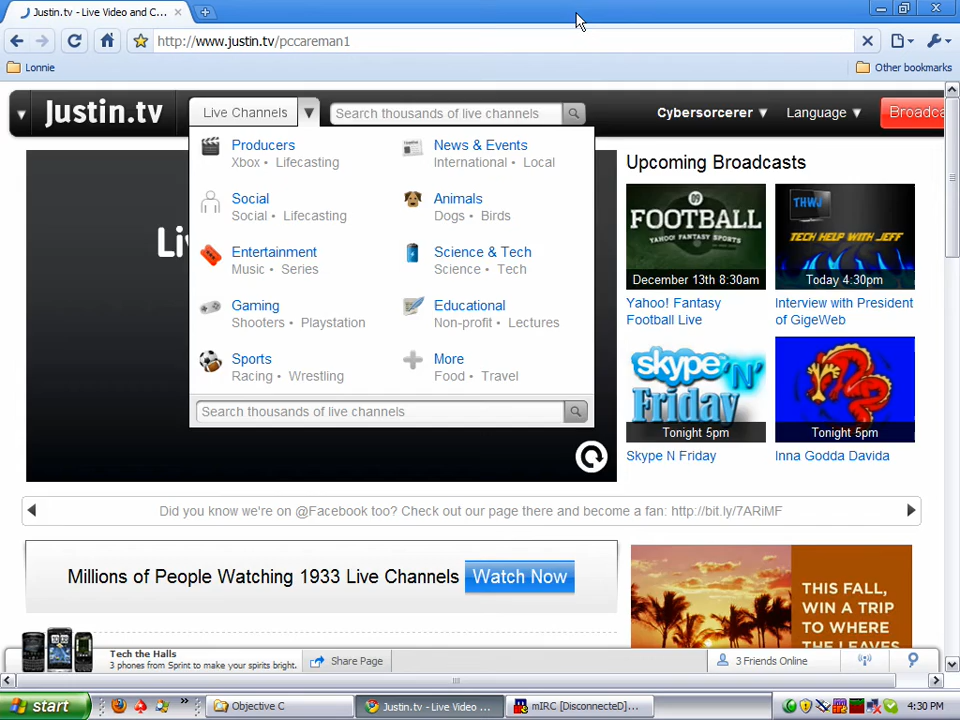 Justin.tv - Live Video and C...
http://www.justin.tv/pccareman1
Lonnie
Other bookmarks
Justin.tv
Live Channels
Search thousands of live channels
Cybersorcerer
Language
Broadc
Producers
Xbox • Lifecasting
News & Events
International • Local
Social
Social • Lifecasting
Animals
Dogs • Birds
Entertainment
Music • Series
Science & Tech
Science • Tech
Gaming
Shooters • Playstation
Educational
Non-profit • Lectures
Sports
Racing • Wrestling
More
Food • Travel
Search thousands of live channels
Li
Upcoming Broadcasts
09
FOOTBALL
YAHOO! FANTASY SPORTS
December 13th 8:30am
Yahoo! Fantasy
Football Live
THWJ
TECH HELP WITH JEFF
Today 4:30pm
Interview with President
of GigeWeb
skype 'N'
Friday
Tonight 5pm
Skype N Friday
Tonight 5pm
Inna Godda Davida
Did you know we're on @Facebook too? Check out our page there and become a fan: http://bit.ly/7ARiMF
Millions of People Watching 1933 Live Channels
Watch Now
THIS FALL,
WIN A TRIP
TO WHERE
THE LEAVES
Tech the Halls
3 phones from Sprint to make your spirits bright.
Share Page
3 Friends Online
start
Objective C
Justin.tv - Live Video ...
mIRC [DisconnecteD]...
4:30 PM